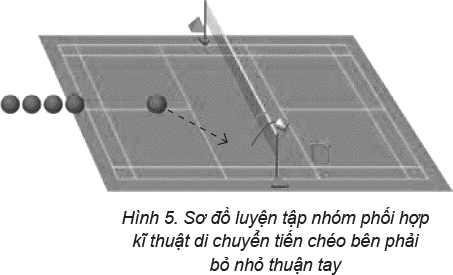 Hình 5. Sơ đồ luyện tập nhóm phối hợp
kĩ thuật di chuyển tiến chéo bên phải
bỏ nhỏ thuận tay